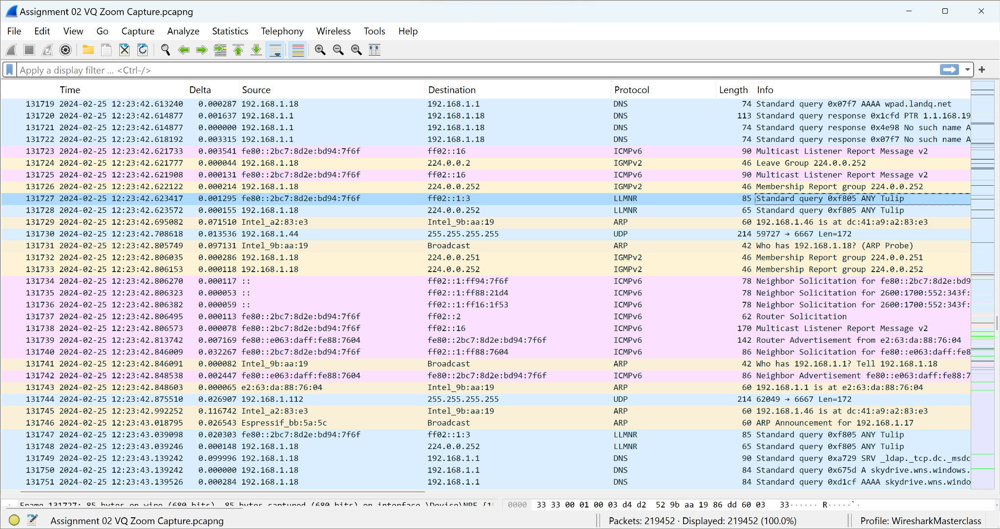 Assignment 02 VQ Zoom Capture.pcapng
File Edit View Go Capture Analyze Statistics Telephony Wireless Tools Help
Apply a display filter ... <Ctrl-/>
Time Delta Source Destination Protocol Length Info
131719 2024-02-25 12:23:42.613240 0.000287 192.168.1.18 192.168.1.1 DNS 74 Standard query 0x07f7 AAAA wpad.landq.net
131720 2024-02-25 12:23:42.614877 0.001637 192.168.1.1 192.168.1.18 DNS 113 Standard query response 0x1cfd PTR 1.1.168.19
131721 2024-02-25 12:23:42.614877 0.000000 192.168.1.1 192.168.1.18 DNS 74 Standard query response 0x4e98 No such name A
131722 2024-02-25 12:23:42.618192 0.003315 192.168.1.1 192.168.1.18 DNS 74 Standard query response 0x07f7 No such name A
131723 2024-02-25 12:23:42.621733 0.003541 fe80::2bc7:8d2e:bd94:7f6f ff02::16 ICMPv6 90 Multicast Listener Report Message v2
131724 2024-02-25 12:23:42.621777 0.000044 192.168.1.18 224.0.0.2 IGMPv2 46 Leave Group 224.0.0.252
131725 2024-02-25 12:23:42.621908 0.000131 fe80::2bc7:8d2e:bd94:7f6f ff02::16 ICMPv6 90 Multicast Listener Report Message v2
131726 2024-02-25 12:23:42.622122 0.000214 192.168.1.18 224.0.0.252 IGMPv2 46 Membership Report group 224.0.0.252
131727 2024-02-25 12:23:42.623417 0.001295 fe80::2bc7:8d2e:bd94:7f6f ff02::1:3 LLMNR 85 Standard query 0xf805 ANY Tulip
131728 2024-02-25 12:23:42.623572 0.000155 192.168.1.18 224.0.0.252 LLMNR 65 Standard query 0xf805 ANY Tulip
131729 2024-02-25 12:23:42.695082 0.071510 Intel_a2:83:e3 Intel_9b:aa:19 ARP 60 192.168.1.46 is at dc:41:a9:a2:83:e3
131730 2024-02-25 12:23:42.708618 0.013536 192.168.1.44 255.255.255.255 UDP 214 59727 → 6667 Len=172
131731 2024-02-25 12:23:42.805749 0.097131 Intel_9b:aa:19 Broadcast ARP 42 Who has 192.168.1.18? (ARP Probe)
131732 2024-02-25 12:23:42.806035 0.000286 192.168.1.18 224.0.0.251 IGMPv2 46 Membership Report group 224.0.0.251
131733 2024-02-25 12:23:42.806153 0.000118 192.168.1.18 224.0.0.252 IGMPv2 46 Membership Report group 224.0.0.252
131734 2024-02-25 12:23:42.806270 0.000117 :: ff02::1:ff94:7f6f ICMPv6 78 Neighbor Solicitation for fe80::2bc7:8d2e:bd9
131735 2024-02-25 12:23:42.806323 0.000053 :: ff02::1:ff88:21d4 ICMPv6 78 Neighbor Solicitation for 2600:1700:552:343f:
131736 2024-02-25 12:23:42.806382 0.000059 :: ff02::1:ff16:1f53 ICMPv6 78 Neighbor Solicitation for 2600:1700:552:343f:
131737 2024-02-25 12:23:42.806495 0.000113 fe80::2bc7:8d2e:bd94:7f6f ff02::2 ICMPv6 62 Router Solicitation
131738 2024-02-25 12:23:42.806573 0.000078 fe80::2bc7:8d2e:bd94:7f6f ff02::16 ICMPv6 170 Multicast Listener Report Message v2
131739 2024-02-25 12:23:42.813742 0.007169 fe80::e063:daff:fe88:7604 fe80::2bc7:8d2e:bd94:7f6f ICMPv6 142 Router Advertisement from e2:63:da:88:76:04
131740 2024-02-25 12:23:42.846009 0.032267 fe80::2bc7:8d2e:bd94:7f6f ff02::1:ff88:7604 ICMPv6 86 Neighbor Solicitation for fe80::e063:daff:fe8
131741 2024-02-25 12:23:42.846091 0.000082 Intel_9b:aa:19 Broadcast ARP 42 Who has 192.168.1.1? Tell 192.168.1.18
131742 2024-02-25 12:23:42.848538 0.002447 fe80::e063:daff:fe88:7604 fe80::2bc7:8d2e:bd94:7f6f ICMPv6 86 Neighbor Advertisement fe80::e063:daff:fe88:7
131743 2024-02-25 12:23:42.848603 0.000065 e2:63:da:88:76:04 Intel_9b:aa:19 ARP 60 192.168.1.1 is at e2:63:da:88:76:04
131744 2024-02-25 12:23:42.875510 0.026907 192.168.1.112 255.255.255.255 UDP 214 62049 → 6667 Len=172
131745 2024-02-25 12:23:42.992252 0.116742 Intel_a2:83:e3 Intel_9b:aa:19 ARP 60 192.168.1.46 is at dc:41:a9:a2:83:e3
131746 2024-02-25 12:23:43.018795 0.026543 Espressif_bb:5a:5c Broadcast ARP 60 ARP Announcement for 192.168.1.17
131747 2024-02-25 12:23:43.039098 0.020303 fe80::2bc7:8d2e:bd94:7f6f ff02::1:3 LLMNR 85 Standard query 0xf805 ANY Tulip
131748 2024-02-25 12:23:43.039246 0.000148 192.168.1.18 224.0.0.252 LLMNR 65 Standard query 0xf805 ANY Tulip
131749 2024-02-25 12:23:43.139242 0.099996 192.168.1.18 192.168.1.1 DNS 90 Standard query 0xa729 SRV _ldap._tcp.dc._msdc
131750 2024-02-25 12:23:43.139242 0.000000 192.168.1.18 192.168.1.1 DNS 84 Standard query 0x675d A skydrive.wns.windows.
131751 2024-02-25 12:23:43.139526 0.000284 192.168.1.18 192.168.1.1 DNS 84 Standard query 0xd1cf AAAA skydrive.wns.windo
Frame 131727: 85 bytes on wire (680 bits), 85 bytes captured (680 bits) on interface \Device\NPF_{1
0000 33 33 00 01 00 03 d4 d2 52 9b aa 19 86 dd 60 03 33······ R·····`·
Assignment 02 VQ Zoom Capture.pcapng Packets: 219452 · Displayed: 219452 (100.0%) Profile: WiresharkMasterclass